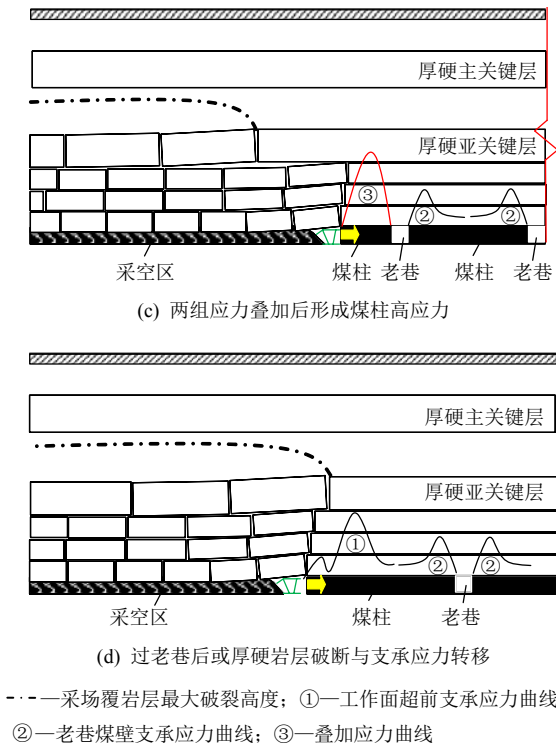 厚硬主关键层
厚硬亚关键层
③ ② ②
采空区 煤柱 老巷 煤柱 老巷
(c) 两组应力叠加后形成煤柱高应力
厚硬主关键层
厚硬亚关键层
① ② ②
采空区 煤柱 老巷
(d) 过老巷后或厚硬岩层破断与支承应力转移
—采场覆岩层最大破裂高度；①—工作面超前支承应力曲线
②—老巷煤壁支承应力曲线；③—叠加应力曲线